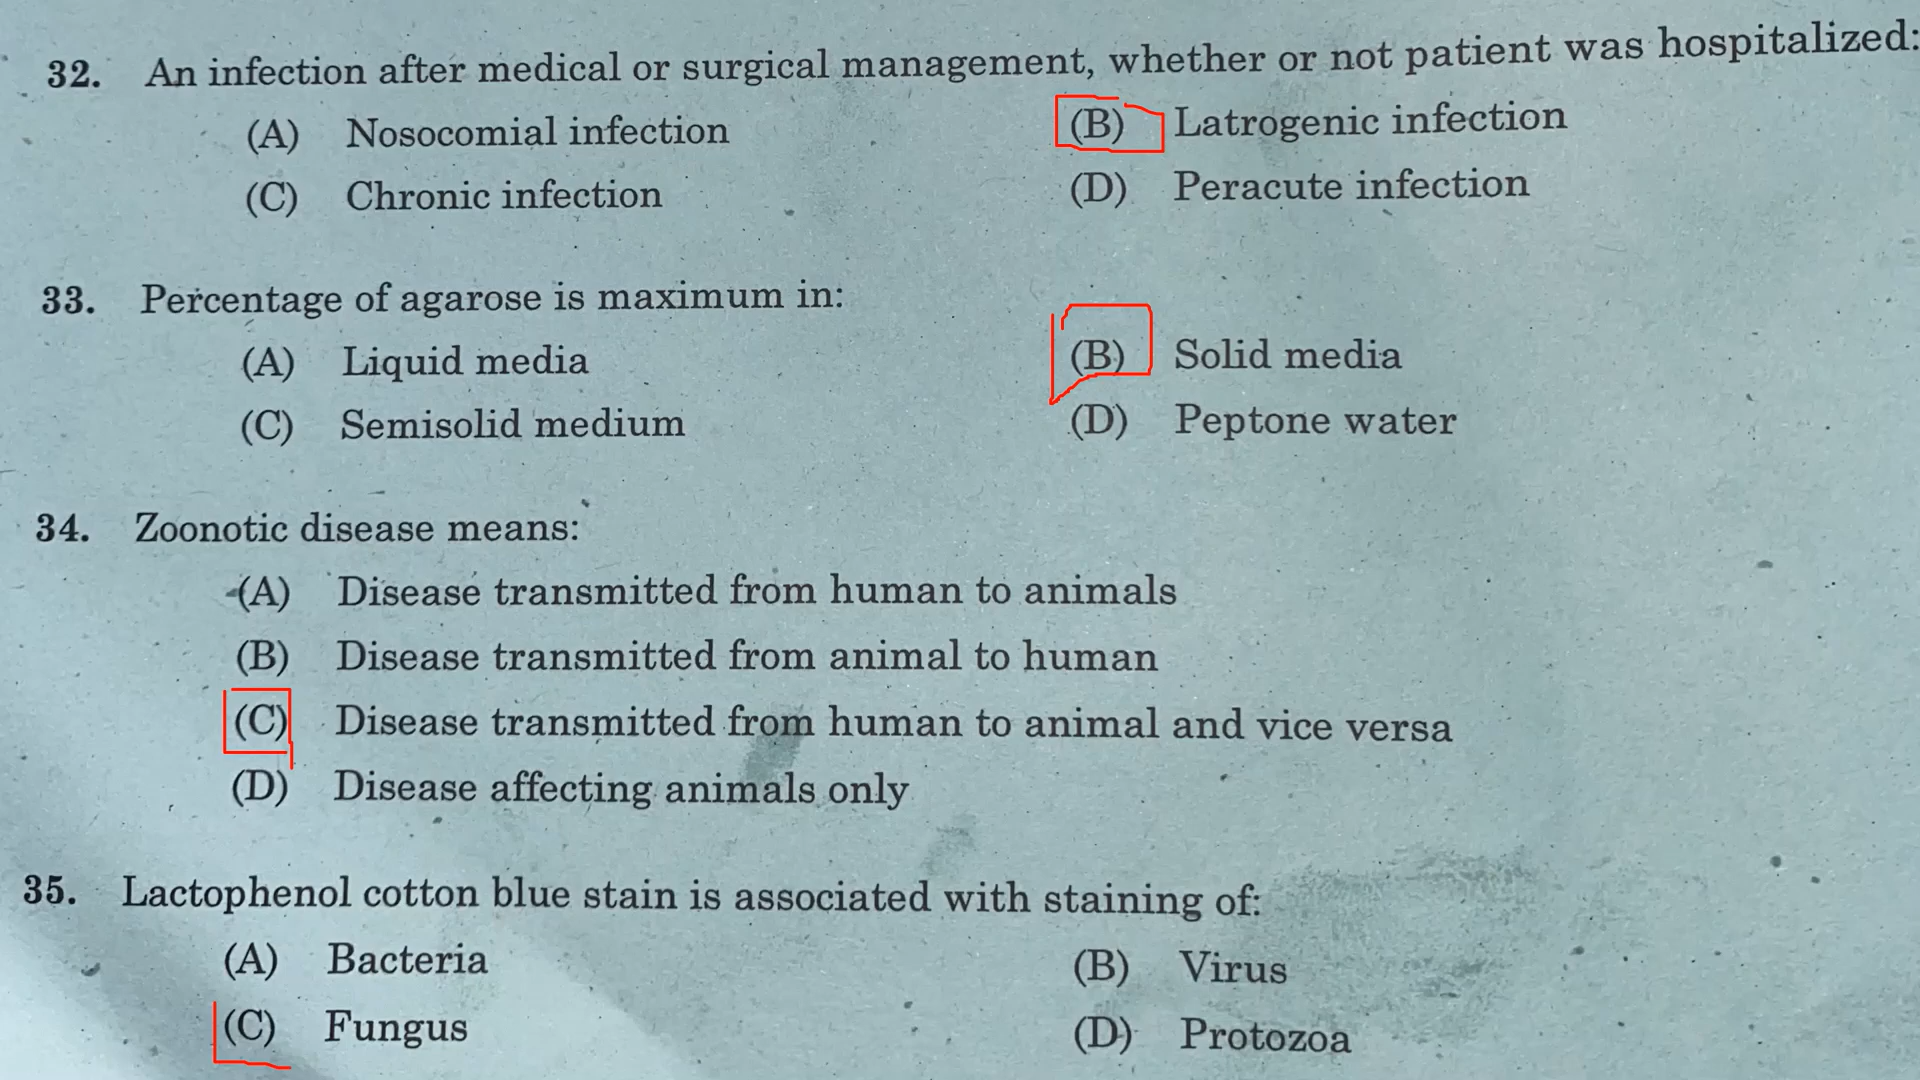 32. An infection after medical or surgical management, whether or not patient was hospitalized:
(A) Nosocomial infection (B) Latrogenic infection
(C) Chronic infection (D) Peracute infection
33. Percentage of agarose is maximum in:
(A) Liquid media (B) Solid media
(C) Semisolid medium (D) Peptone water
34. Zoonotic disease means:
(A) Disease transmitted from human to animals
(B) Disease transmitted from animal to human
(C) Disease transmitted from human to animal and vice versa
(D) Disease affecting animals only
35. Lactophenol cotton blue stain is associated with staining of:
(A) Bacteria (B) Virus
(C) Fungus (D) Protozoa